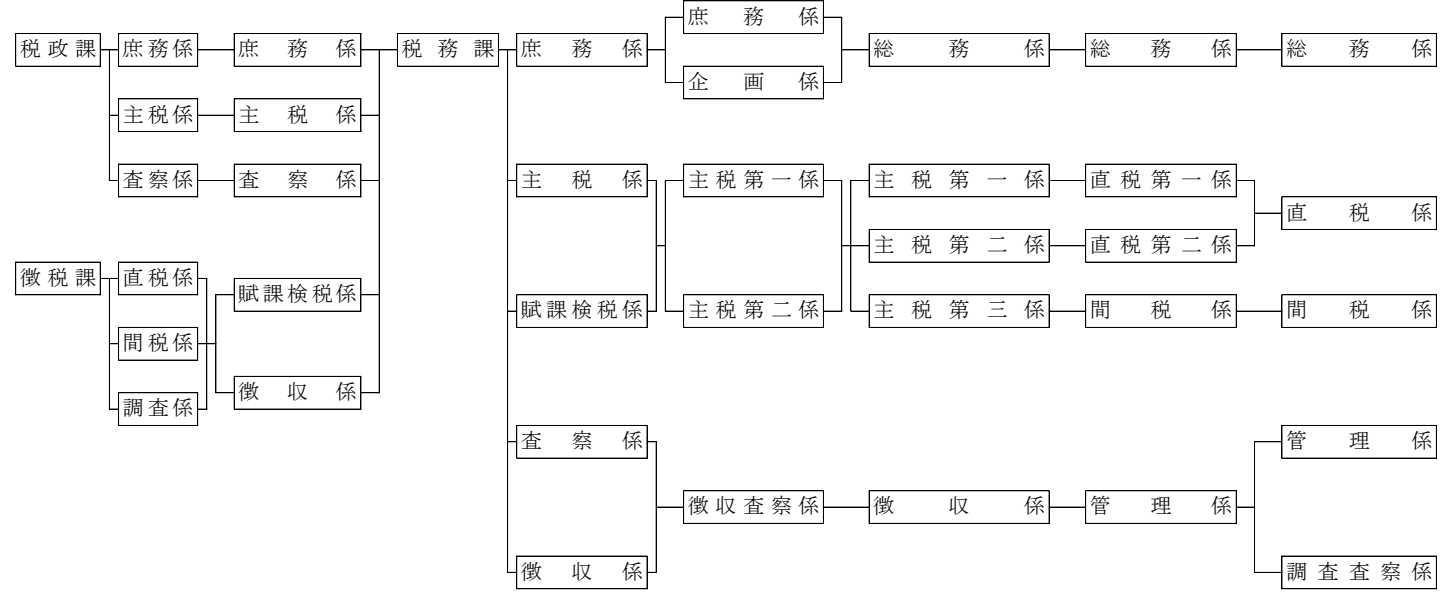 庶務係
税政課 庶務係 庶務係 税務課 庶務係 総務係 総務係 総務係
企画係
主税係 主税係
査察係 査察係 主税係 主税第一係 主税第一係 直税第一係
直税係
主税第二係 直税第二係
徴税課 直税係
賦課検税係
賦課検税係 主税第二係 主税第三係 間税係 間税係
間税係
徴収係
調査係
査察係 管理係
徴収査察係 徴収係 管理係
徴収係 調査査察係